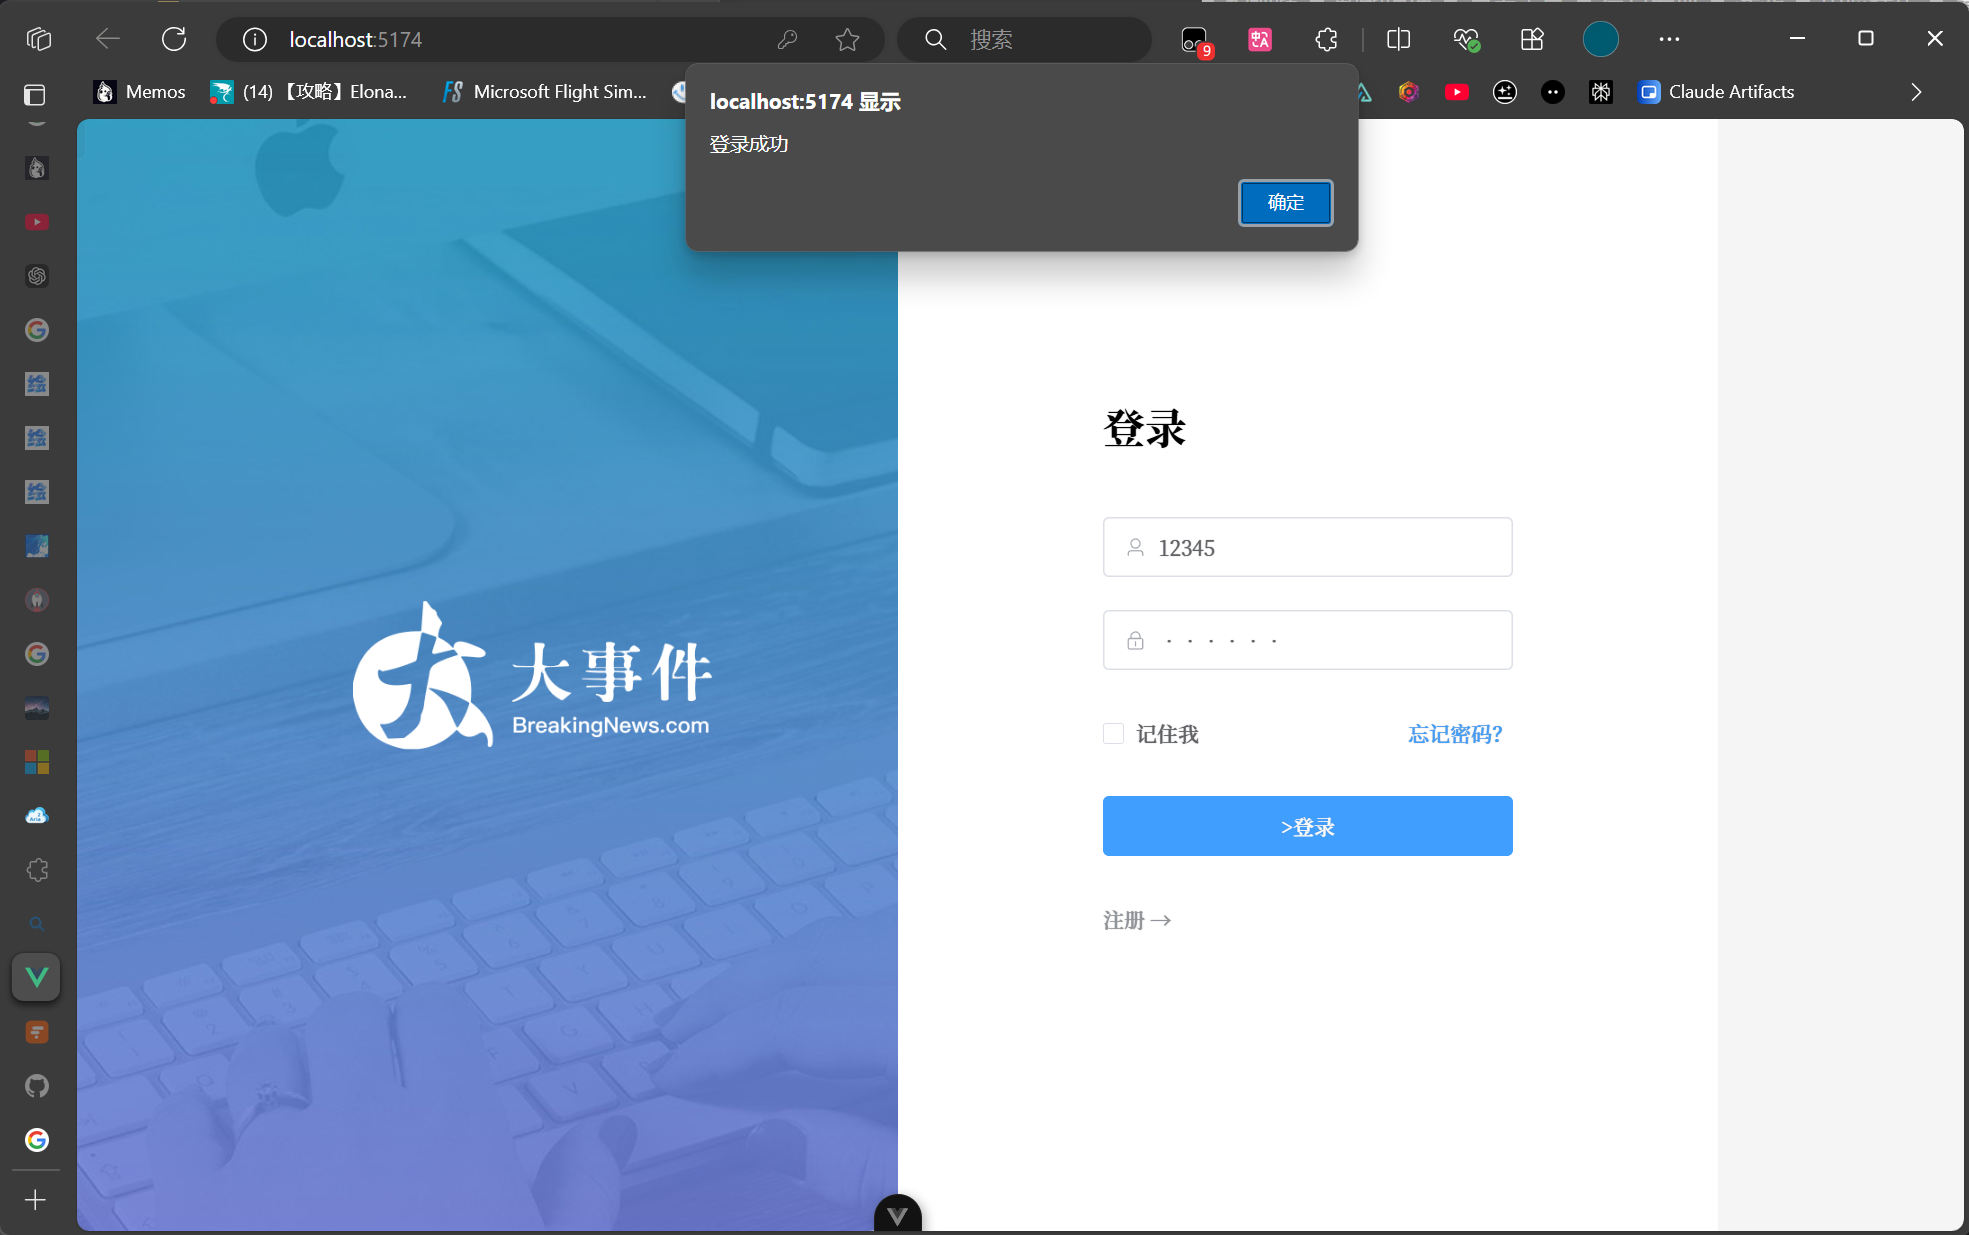 localhost:5174
搜索
9
Memos
(14) 【攻略】Elona...
Microsoft Flight Sim...
Claude Artifacts
localhost:5174 显示
登录成功
确定
大事件
BreakingNews.com
登录
12345
记住我
忘记密码?
>登录
注册 →